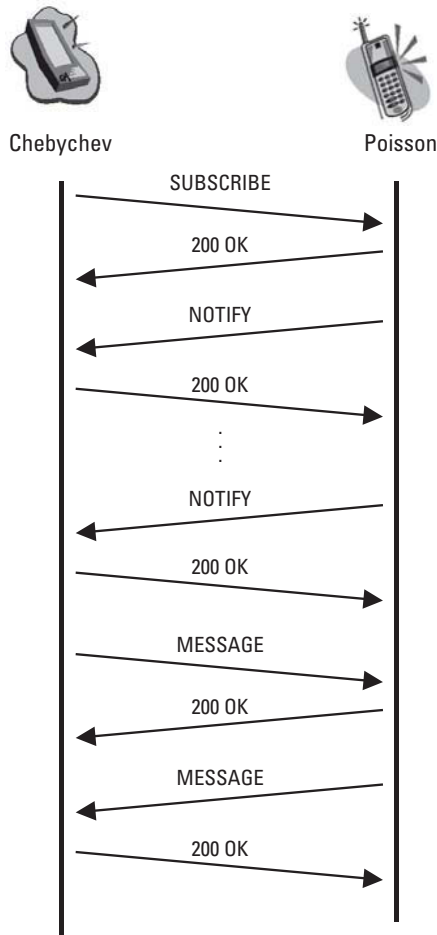 Chebychev
Poisson
SUBSCRIBE
200 OK
NOTIFY
200 OK
.
.
.
NOTIFY
200 OK
MESSAGE
200 OK
MESSAGE
200 OK